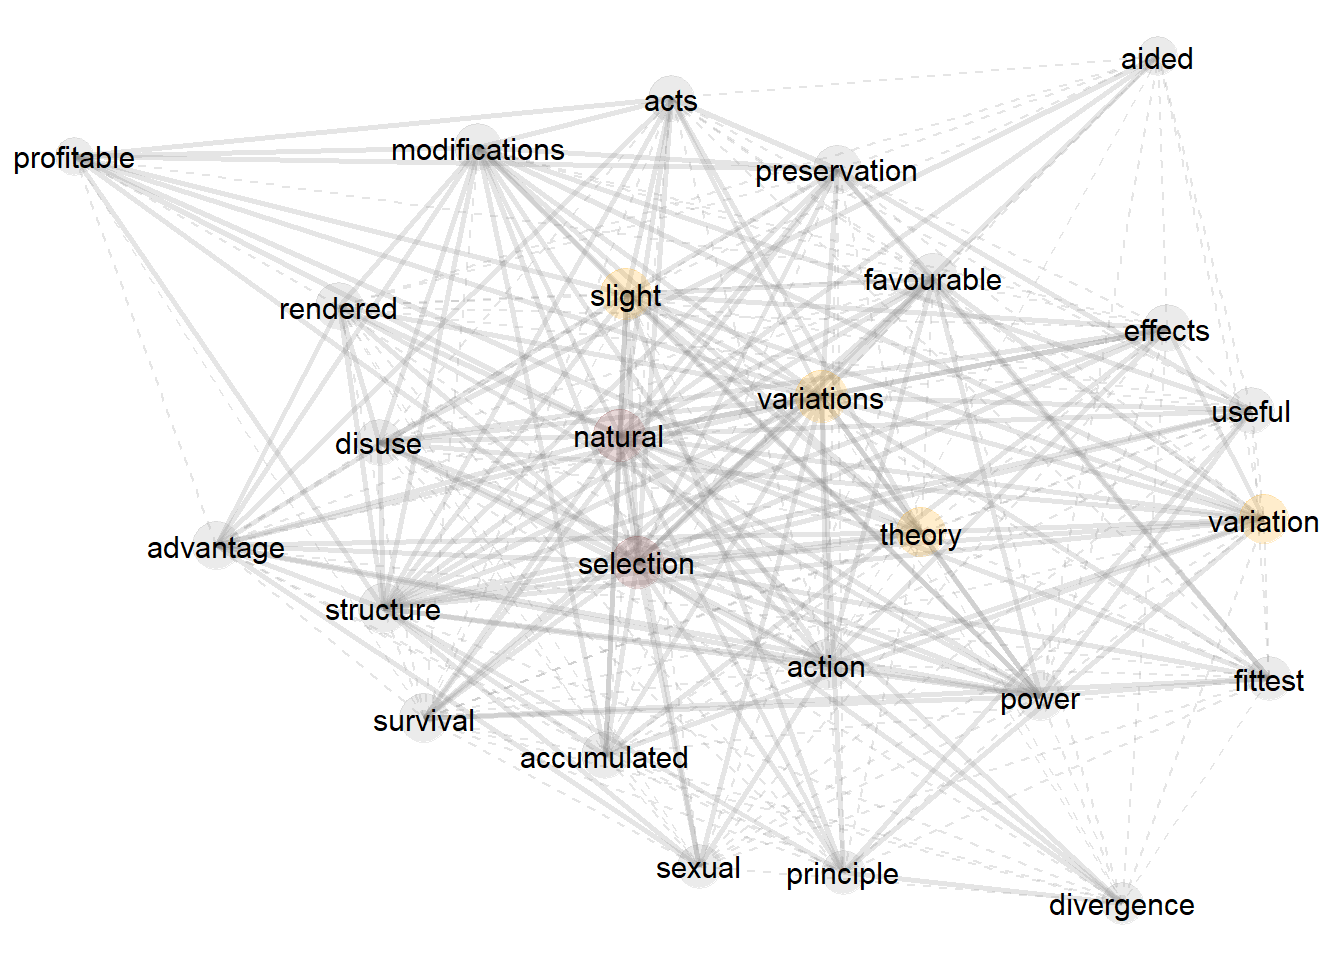 aided
acts
modifications
profitable
preservation
favourable
slight
rendered
effects
variations
useful
natural
disuse
variation
theory
advantage
selection
structure
action
fittest
power
survival
accumulated
sexual
principle
divergence